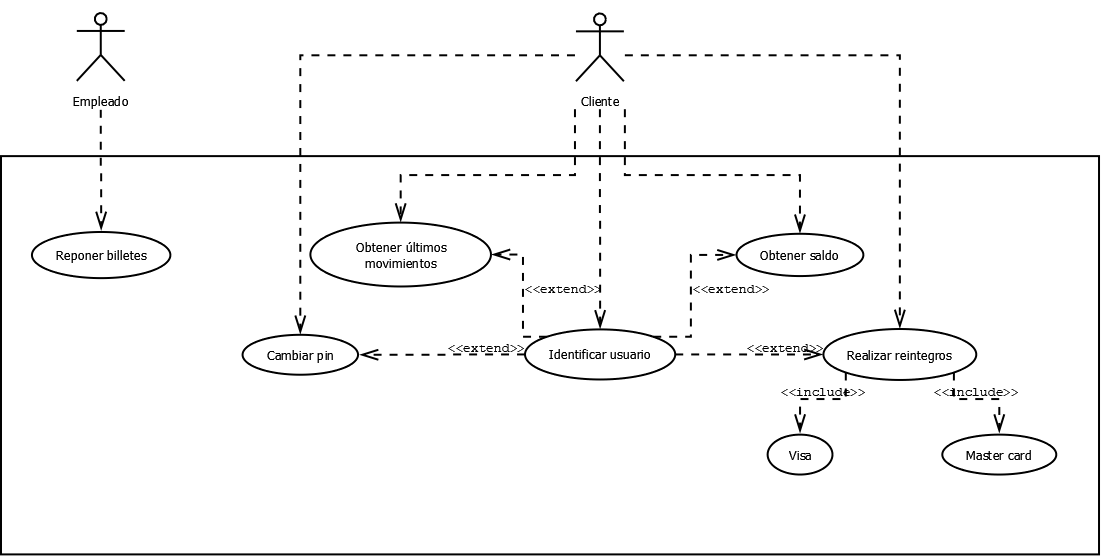 Empleado
Cliente
Reponer billetes
Obtener últimos
movimientos
Obtener saldo
<<extend>>
<<extend>>
Cambiar pin
<<extend>>
Identificar usuario
<<extend>>
Realizar reintegros
<<include>>
<<include>>
Visa
Master card